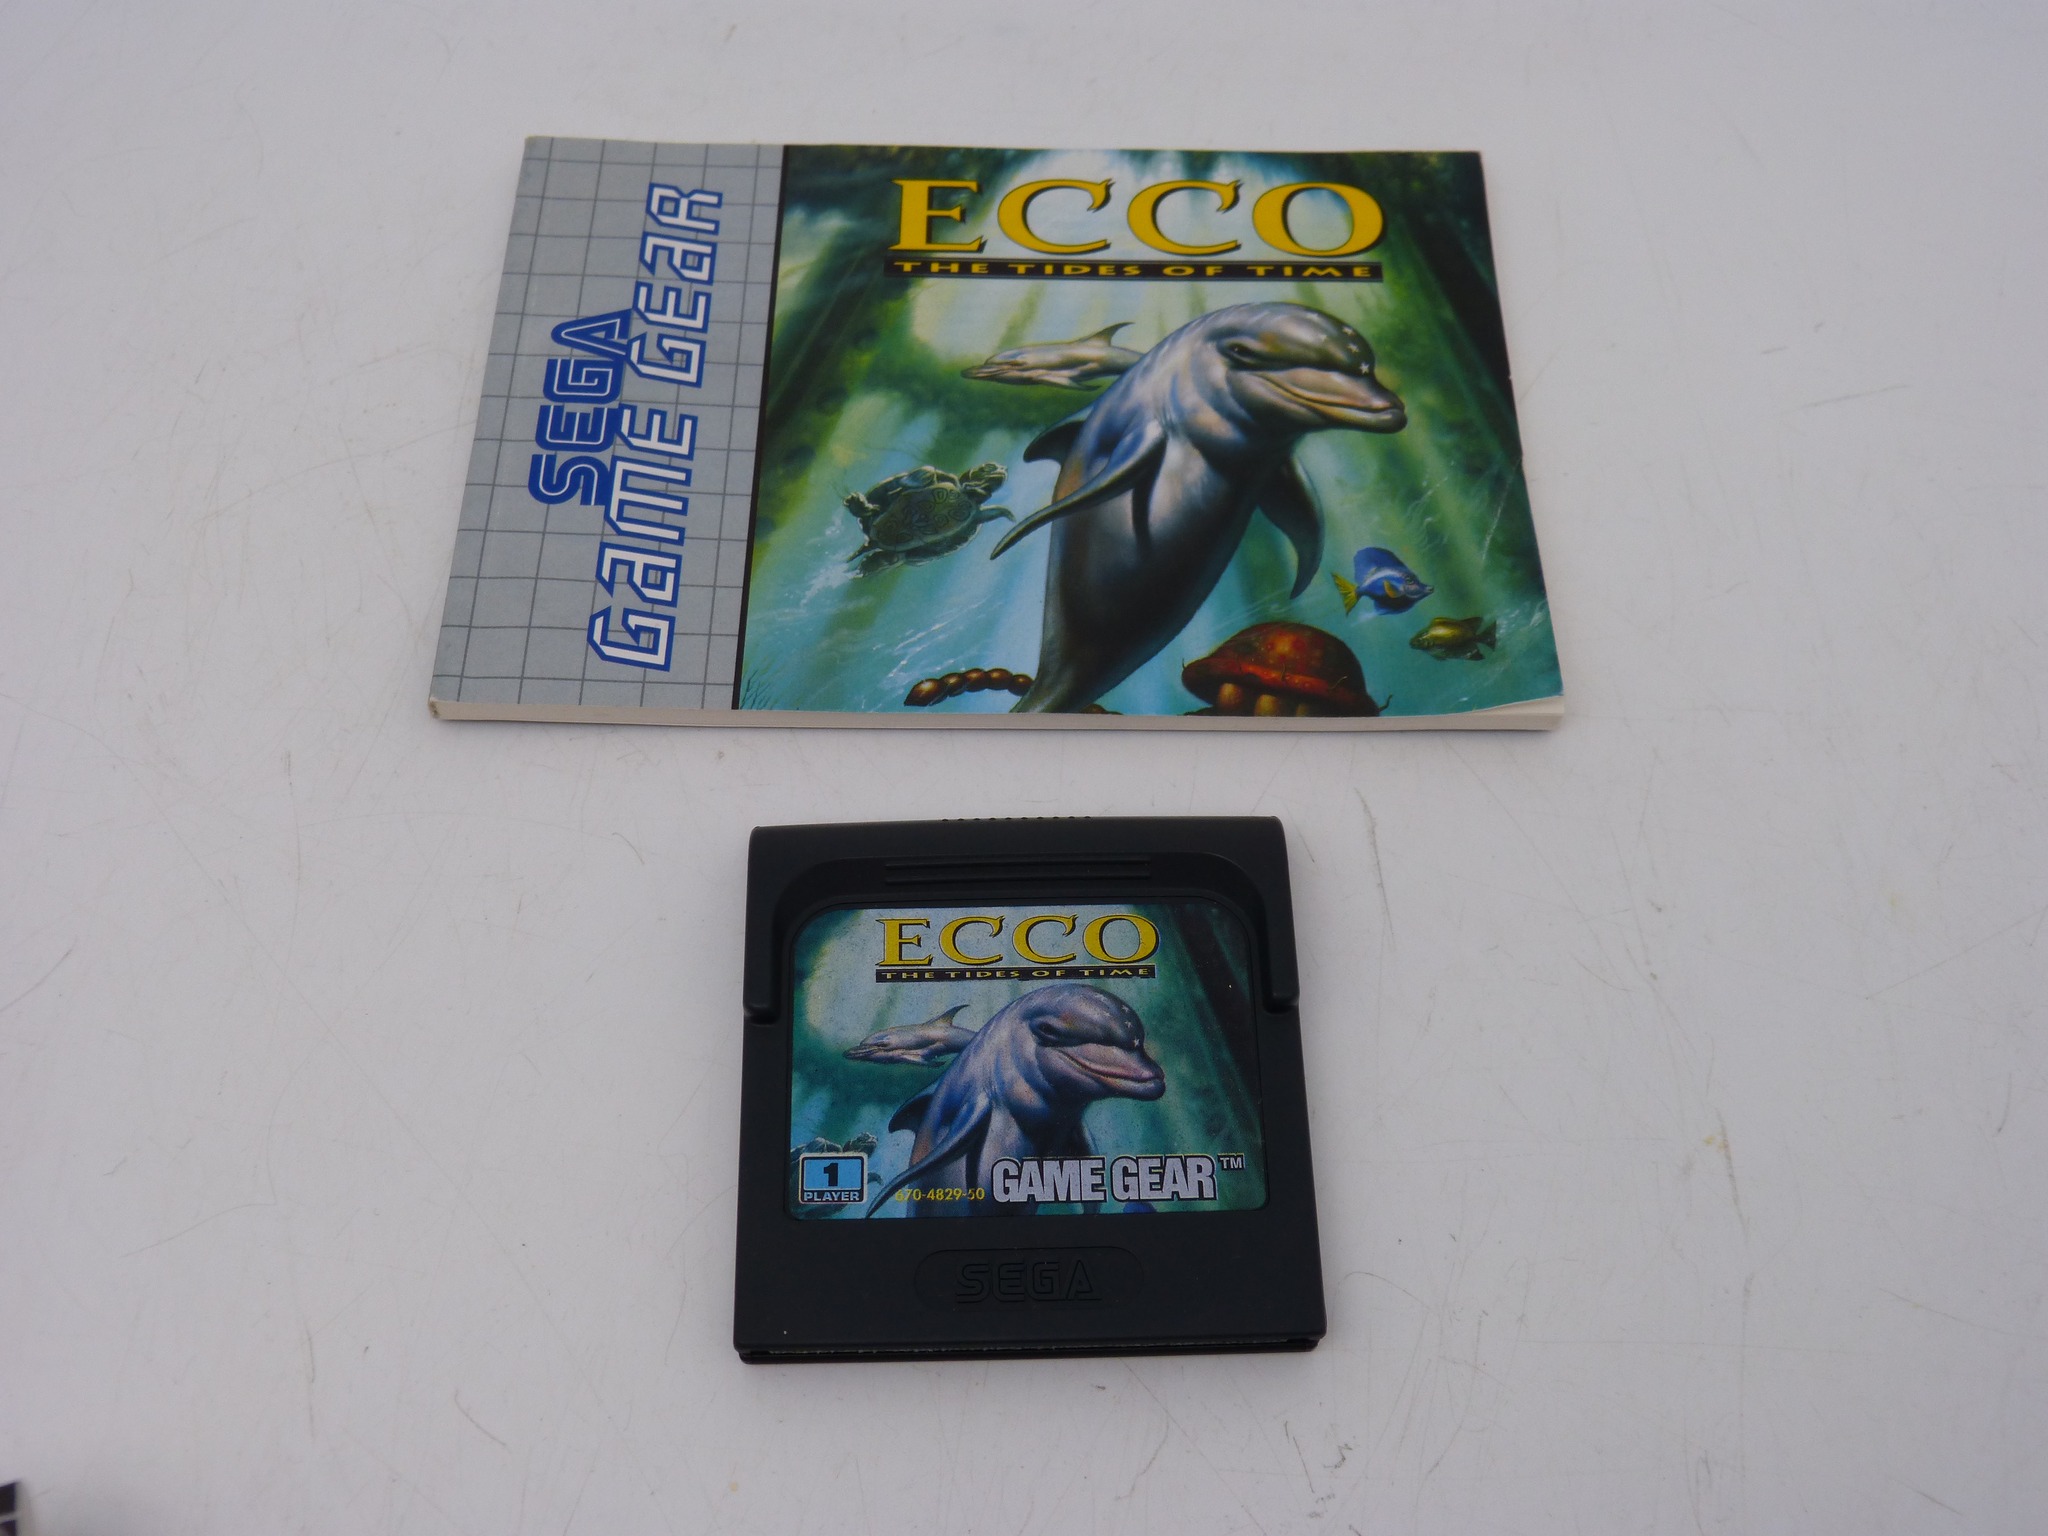 SEGA
GAME GEAR
ECCO
THE TIDES OF TIME
ECCO
THE TIDES OF TIME
1
PLAYER
670-4829-50
GAME GEAR™
SEGA